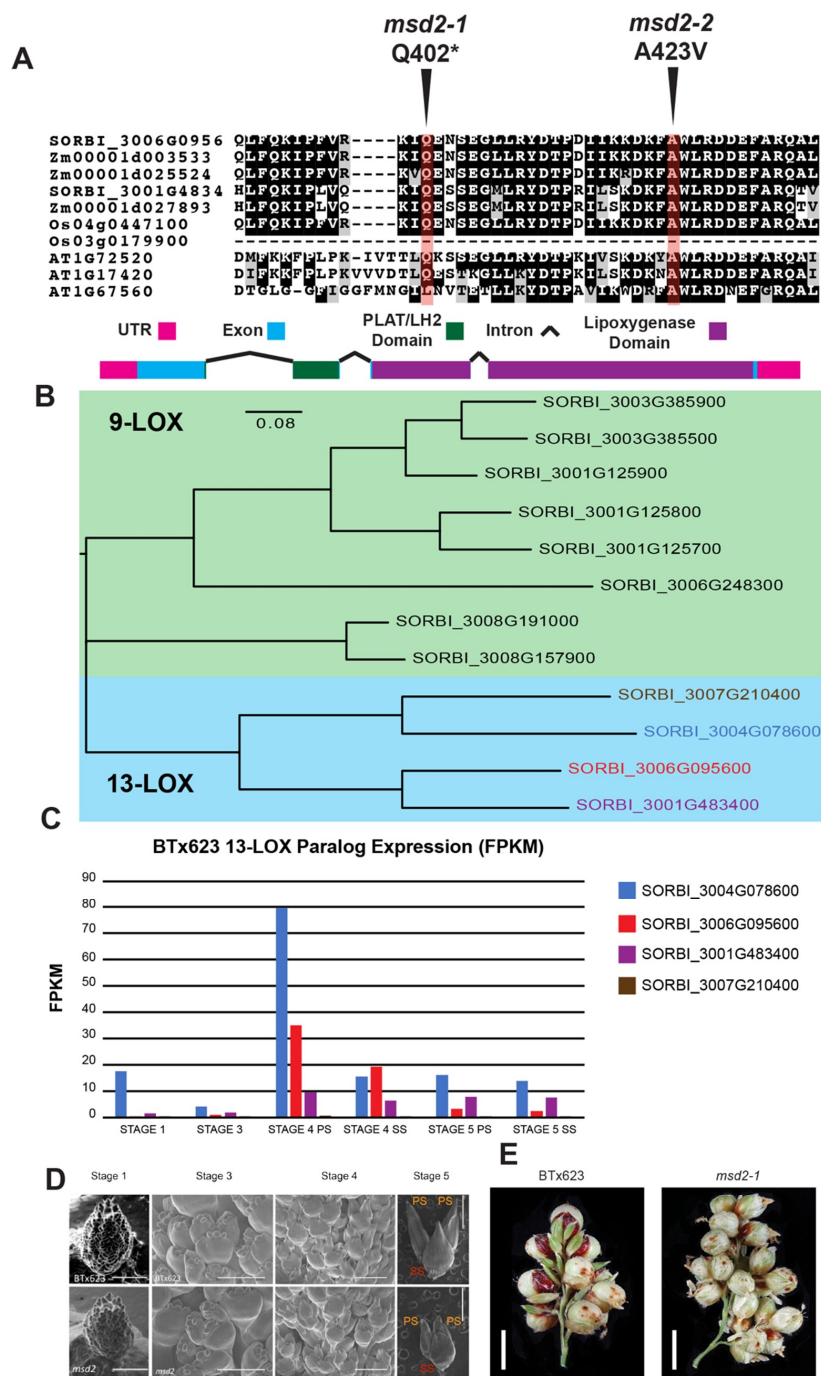 msd2-1 msd2-2
Q402* A423V
A
SORBI_3006G0956 QLFQKIPFVR----KIQENSEGLLRYDTPDIIKKDKFAWLRDDEFARQAL
Zm00001d003533 QLFQKIPFVR----KIQENSEGLLRYDTPDIIKKDKFAWLRDDEFARQAL
Zm00001d025524 QLFQKIPFVR----KVQENSEGLLRYDTPDIIKRDKFAWLRDDEFARQAL
SORBI_3001G4834 HLFQKIPLVQ----KIQESSEGMLRYDTPRILSKDKFAWLRDDEFARQTV
Zm00001d027893 HLFQKIPLVQ----KIQESSEGMLRYDTPRILSKDKFAWLRDDEFARQTV
Os04g0447100 QLFQKIPFVR----KIQENSEGLLRYDTPDIIKKDKFAWLRDDEFARQAL
Os03g0179900 --------------------------------------------------
AT1G72520 DMFKKFPLPK-IVTTLQKSSEGLLRYDTPKIVSKDKYAWLRDDEFARQAI
AT1G17420 DIFKKFPLPKVVVDTLQESTKGLLKYDTPKILSKDKNAWLRDDEFARQAI
AT1G67560 DTGLG-GFIGGFMNGLLNVTETLLKYDTPAVIKWDRFAWLRDNEFGRQAL
UTR Exon PLAT/LH2 Domain Intron Lipoxygenase Domain
B
9-LOX
0.08
SORBI_3003G385900
SORBI_3003G385500
SORBI_3001G125900
SORBI_3001G125800
SORBI_3001G125700
SORBI_3006G248300
SORBI_3008G191000
SORBI_3008G157900
13-LOX
SORBI_3007G210400
SORBI_3004G078600
SORBI_3006G095600
SORBI_3001G483400
C
BTx623 13-LOX Paralog Expression (FPKM)
FPKM
90
80
70
60
50
40
30
20
10
0
STAGE 1 STAGE 3 STAGE 4 PS STAGE 4 SS STAGE 5 PS STAGE 5 SS
SORBI_3004G078600
SORBI_3006G095600
SORBI_3001G483400
SORBI_3007G210400
D
Stage 1 Stage 3 Stage 4 Stage 5
BTx623 BTx623 PS PS SS
msd2 msd2 PS PS SS
E
BTx623 msd2-1